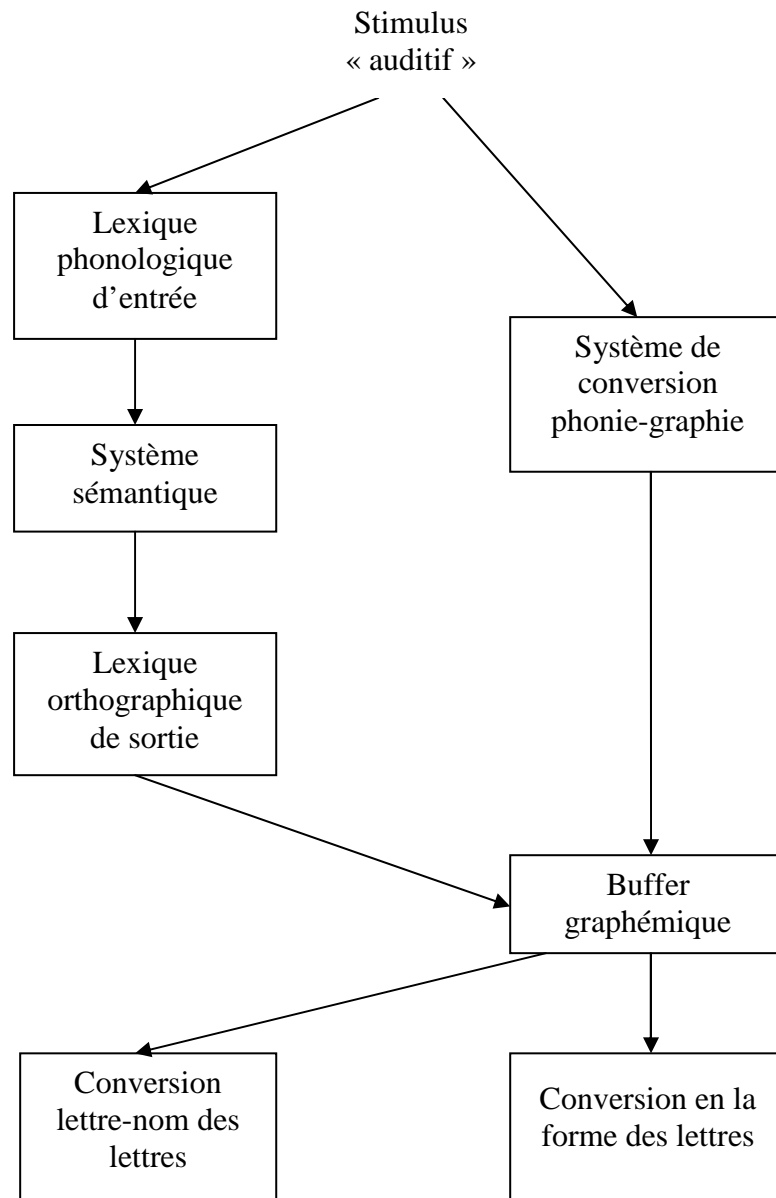 Stimulus
« auditif »
Lexique
phonologique
d’entrée
Système de
conversion
phonie-graphie
Système
sémantique
Lexique
orthographique
de sortie
Buffer
graphémique
Conversion
lettre-nom des
lettres
Conversion en la
forme des lettres